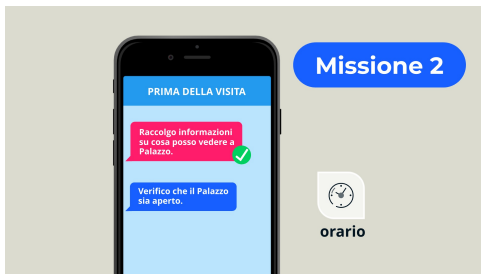 Missione 2
PRIMA DELLA VISITA
Raccolgo informazioni
su cosa posso vedere a
Palazzo.
Verifico che il Palazzo
sia aperto.
orario